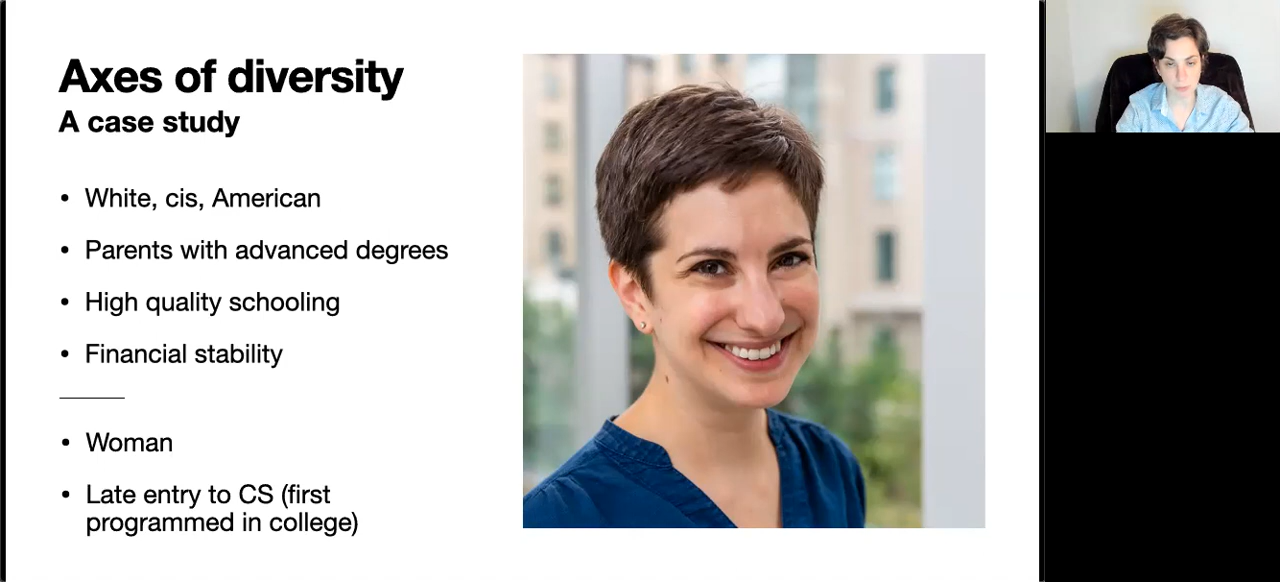 Axes of diversity
A case study
• White, cis, American
• Parents with advanced degrees
• High quality schooling
• Financial stability
• Woman
• Late entry to CS (first
programmed in college)